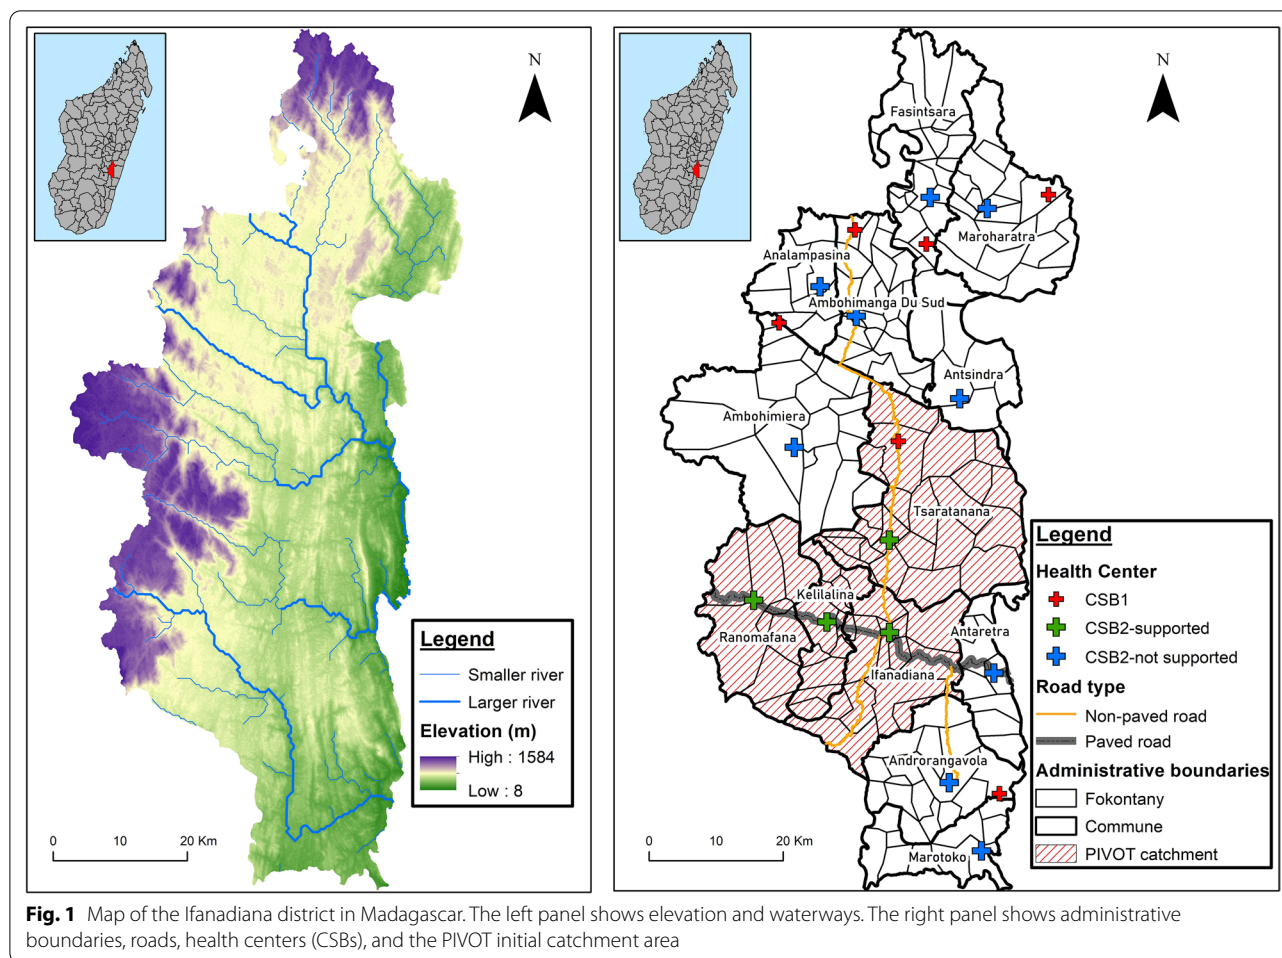 N
Legend
Smaller river
Larger river
Elevation (m)
High : 1584
Low : 8
0 10 20 Km
N
Fasintsara
Maroharatra
Analampasina
Ambohimanga Du Sud
Antsindra
Ambohimiera
Tsaratanana
Kelilalina
Ranomafana
Antaretra
Ifanadiana
Androrangavola
Marotoko
Legend
Health Center
CSB1
CSB2-supported
CSB2-not supported
Road type
Non-paved road
Paved road
Administrative boundaries
Fokontany
Commune
PIVOT catchment
0 10 20 Km
Fig. 1 Map of the Ifanadiana district in Madagascar. The left panel shows elevation and waterways. The right panel shows administrative
boundaries, roads, health centers (CSBs), and the PIVOT initial catchment area